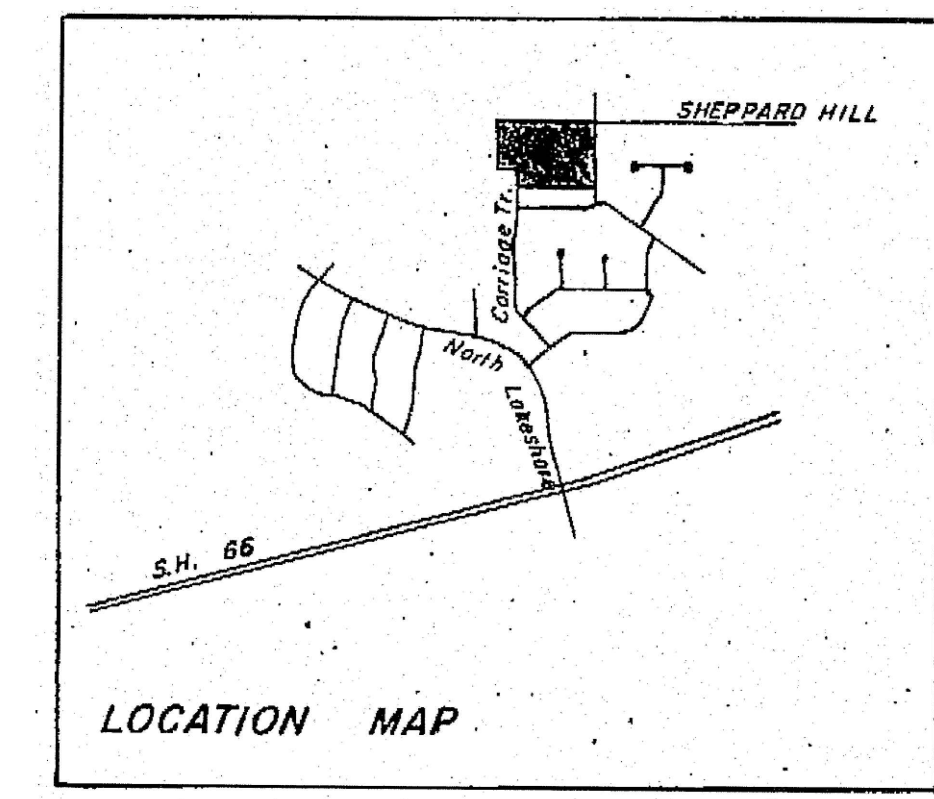 SHEPPARD HILL
Carriage Tr.
North
Lakeshore
S.H. 66
LOCATION MAP